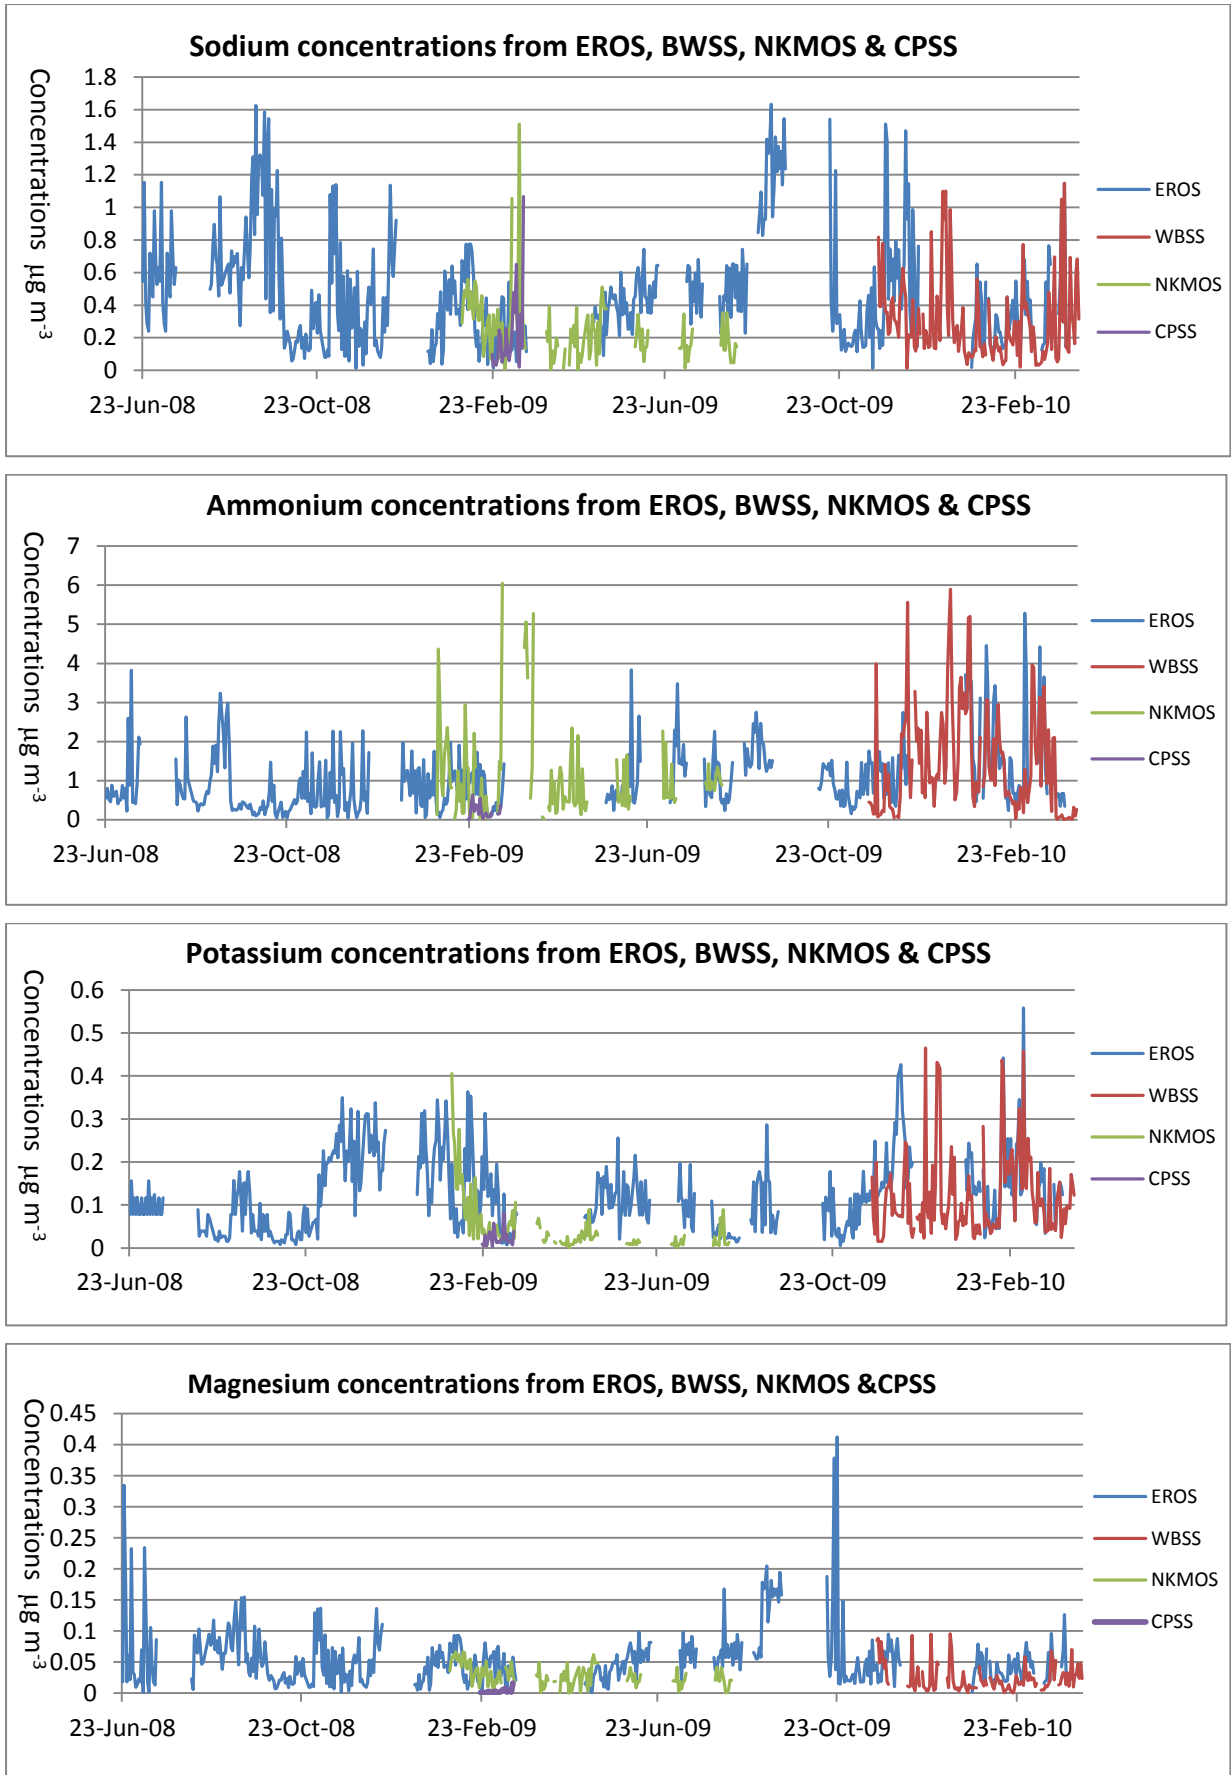 Sodium concentrations from EROS, BWSS, NKMOS & CPSS
Concentrations µg m-3
1.8
1.6
1.4
1.2
1
0.8
0.6
0.4
0.2
0
23-Jun-08 23-Oct-08 23-Feb-09 23-Jun-09 23-Oct-09 23-Feb-10
EROS
WBSS
NKMOS
CPSS
Ammonium concentrations from EROS, BWSS, NKMOS & CPSS
Concentrations µg m-3
7
6
5
4
3
2
1
0
23-Jun-08 23-Oct-08 23-Feb-09 23-Jun-09 23-Oct-09 23-Feb-10
EROS
WBSS
NKMOS
CPSS
Potassium concentrations from EROS, BWSS, NKMOS & CPSS
Concentrations µg m-3
0.6
0.5
0.4
0.3
0.2
0.1
0
23-Jun-08 23-Oct-08 23-Feb-09 23-Jun-09 23-Oct-09 23-Feb-10
EROS
WBSS
NKMOS
CPSS
Magnesium concentrations from EROS, BWSS, NKMOS &CPSS
Concentrations µg m-3
0.45
0.4
0.35
0.3
0.25
0.2
0.15
0.1
0.05
0
23-Jun-08 23-Oct-08 23-Feb-09 23-Jun-09 23-Oct-09 23-Feb-10
EROS
WBSS
NKMOS
CPSS